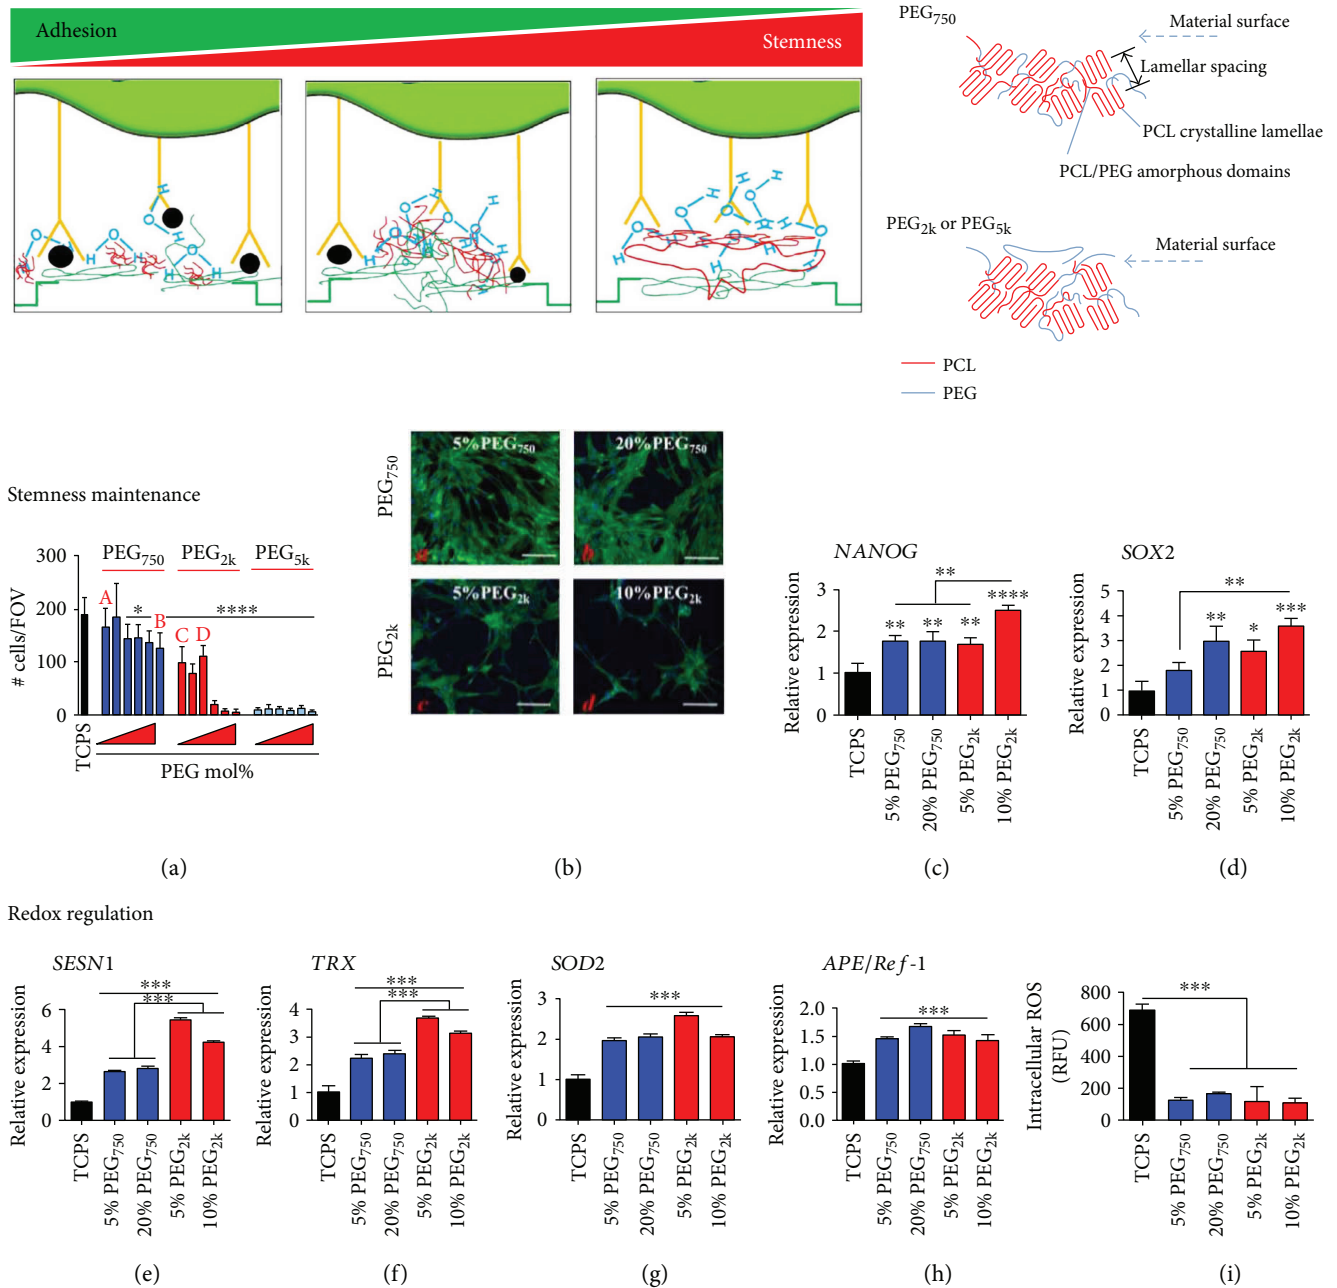 Adhesion
Stemness
H O H H O H H O H H O H
PEG750
Material surface
Lamellar spacing
PCL crystalline lamellae
PCL/PEG amorphous domains
PEG2k or PEG5k
Material surface
PCL
PEG
Stemness maintenance
# cells/FOV
300
200
100
0
PEG750 PEG2k PEG5k
A B C D
* ****
TCPS
PEG mol%
(a)
PEG750
PEG2k
5%PEG750
20%PEG750
5%PEG2k
10%PEG2k
a
b
c
d
(b)
NANOG
Relative expression
3
2
1
0
**
** ** ** ****
TCPS
5% PEG750
20% PEG750
5% PEG2k
10% PEG2k
(c)
SOX2
Relative expression
5
4
3
2
1
0
**
** * ***
TCPS
5% PEG750
20% PEG750
5% PEG2k
10% PEG2k
(d)
Redox regulation
SESN1
Relative expression
6
4
2
0
***
***
TCPS
5% PEG750
20% PEG750
5% PEG2k
10% PEG2k
(e)
TRX
Relative expression
4
3
2
1
0
***
***
TCPS
5% PEG750
20% PEG750
5% PEG2k
10% PEG2k
(f)
SOD2
Relative expression
3
2
1
0
***
TCPS
5% PEG750
20% PEG750
5% PEG2k
10% PEG2k
(g)
APE/Ref-1
Relative expression
2.0
1.5
1.0
0.5
0.0
***
TCPS
5% PEG750
20% PEG750
5% PEG2k
10% PEG2k
(h)
Intracellular ROS
(RFU)
800
600
400
200
0
***
TCPS
5% PEG750
20% PEG750
5% PEG2k
10% PEG2k
(i)